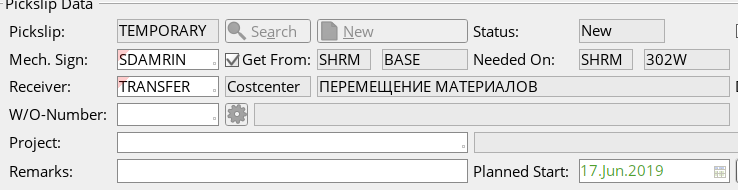 Pickslip Data
Pickslip: TEMPORARY Search New Status: New
Mech. Sign: SDAMRIN Get From: SHRM BASE Needed On: SHRM 302W
Receiver: TRANSFER Costcenter ПЕРЕМЕЩЕНИЕ МАТЕРИАЛОВ
W/O-Number:
Project:
Remarks: Planned Start: 17.Jun.2019